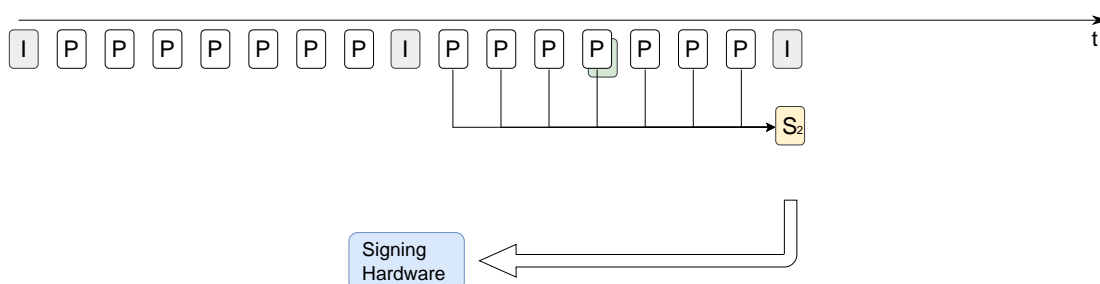 I P P P P P P P I P P P P P P P I
t
S₂
Signing
Hardware